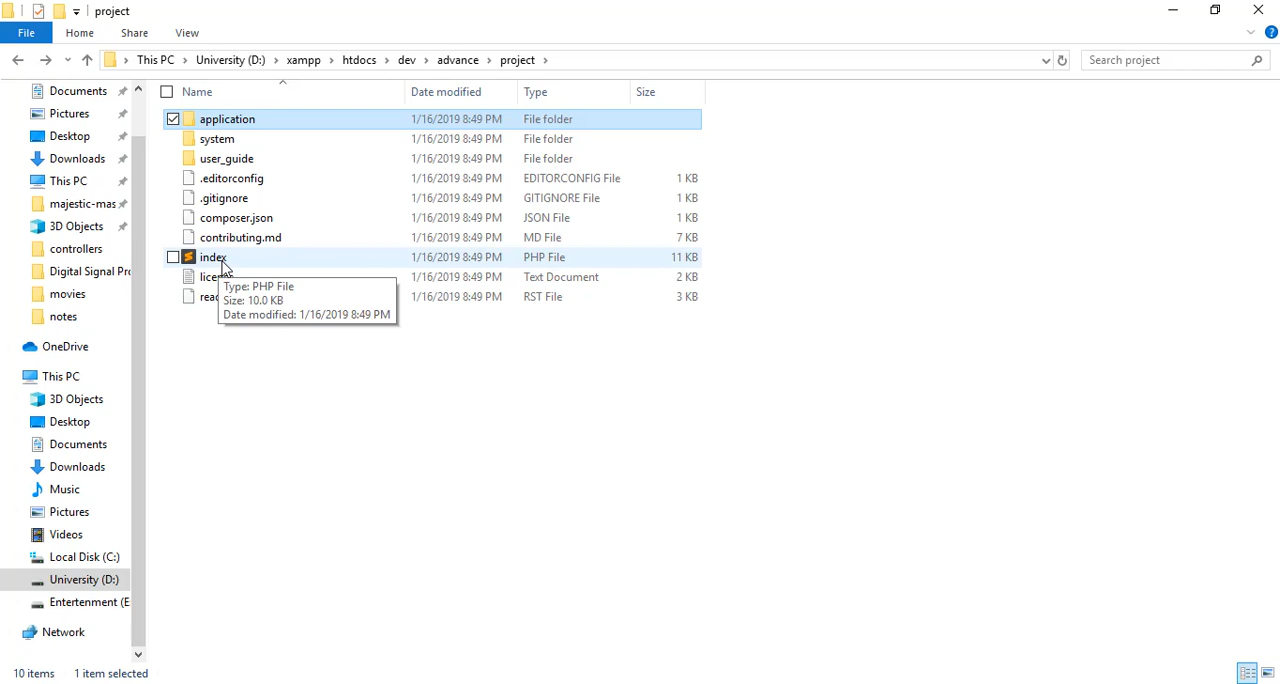 project
File Home Share View
This PC University (D:) xampp htdocs dev advance project
Search project
Name Date modified Type Size
Documents
Pictures
Desktop
Downloads
This PC
majestic-mas
3D Objects
controllers
Digital Signal Pro
movies
notes
OneDrive
This PC
3D Objects
Desktop
Documents
Downloads
Music
Pictures
Videos
Local Disk (C:)
University (D:)
Entertenment (E
Network
application 1/16/2019 8:49 PM File folder
system 1/16/2019 8:49 PM File folder
user_guide 1/16/2019 8:49 PM File folder
.editorconfig 1/16/2019 8:49 PM EDITORCONFIG File 1 KB
.gitignore 1/16/2019 8:49 PM GITIGNORE File 1 KB
composer.json 1/16/2019 8:49 PM JSON File 1 KB
contributing.md 1/16/2019 8:49 PM MD File 7 KB
index 1/16/2019 8:49 PM PHP File 11 KB
1/16/2019 8:49 PM Text Document 2 KB
1/16/2019 8:49 PM RST File 3 KB
Type: PHP File
Size: 10.0 KB
Date modified: 1/16/2019 8:49 PM
10 items 1 item selected